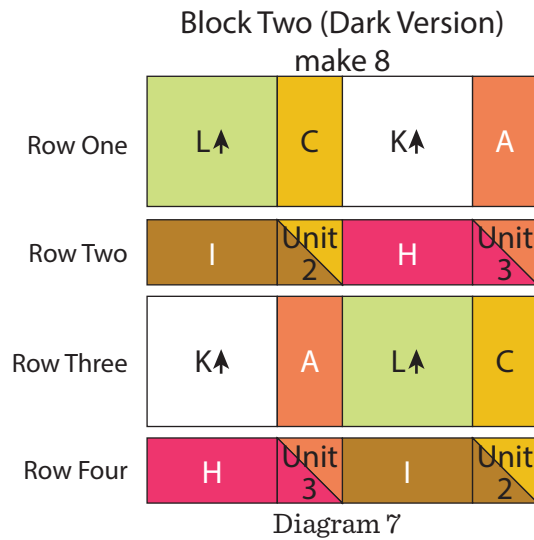 Block Two (Dark Version)
make 8
Row One L C K A
Row Two I Unit 2 H Unit 3
Row Three K A L C
Row Four H Unit 3 I Unit 2
Diagram 7